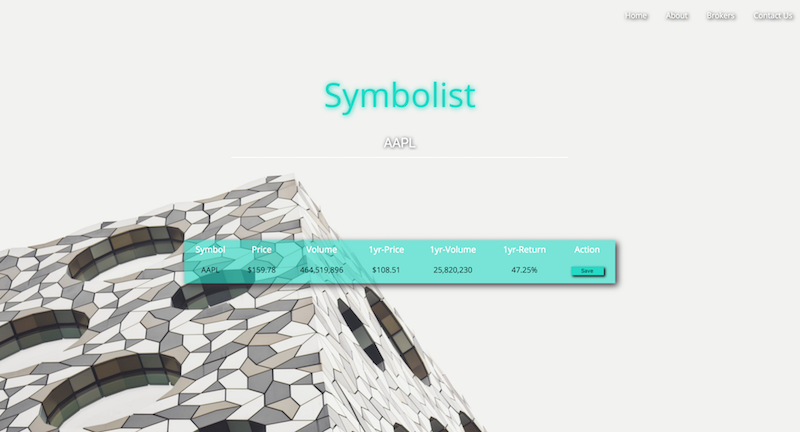 Home About Brokers Contact Us
Symbolist
AAPL
Symbol Price Volume 1yr-Price 1yr-Volume 1yr-Return Action
AAPL $159.78 464,519,896 $108.51 25,820,230 47.25% Save